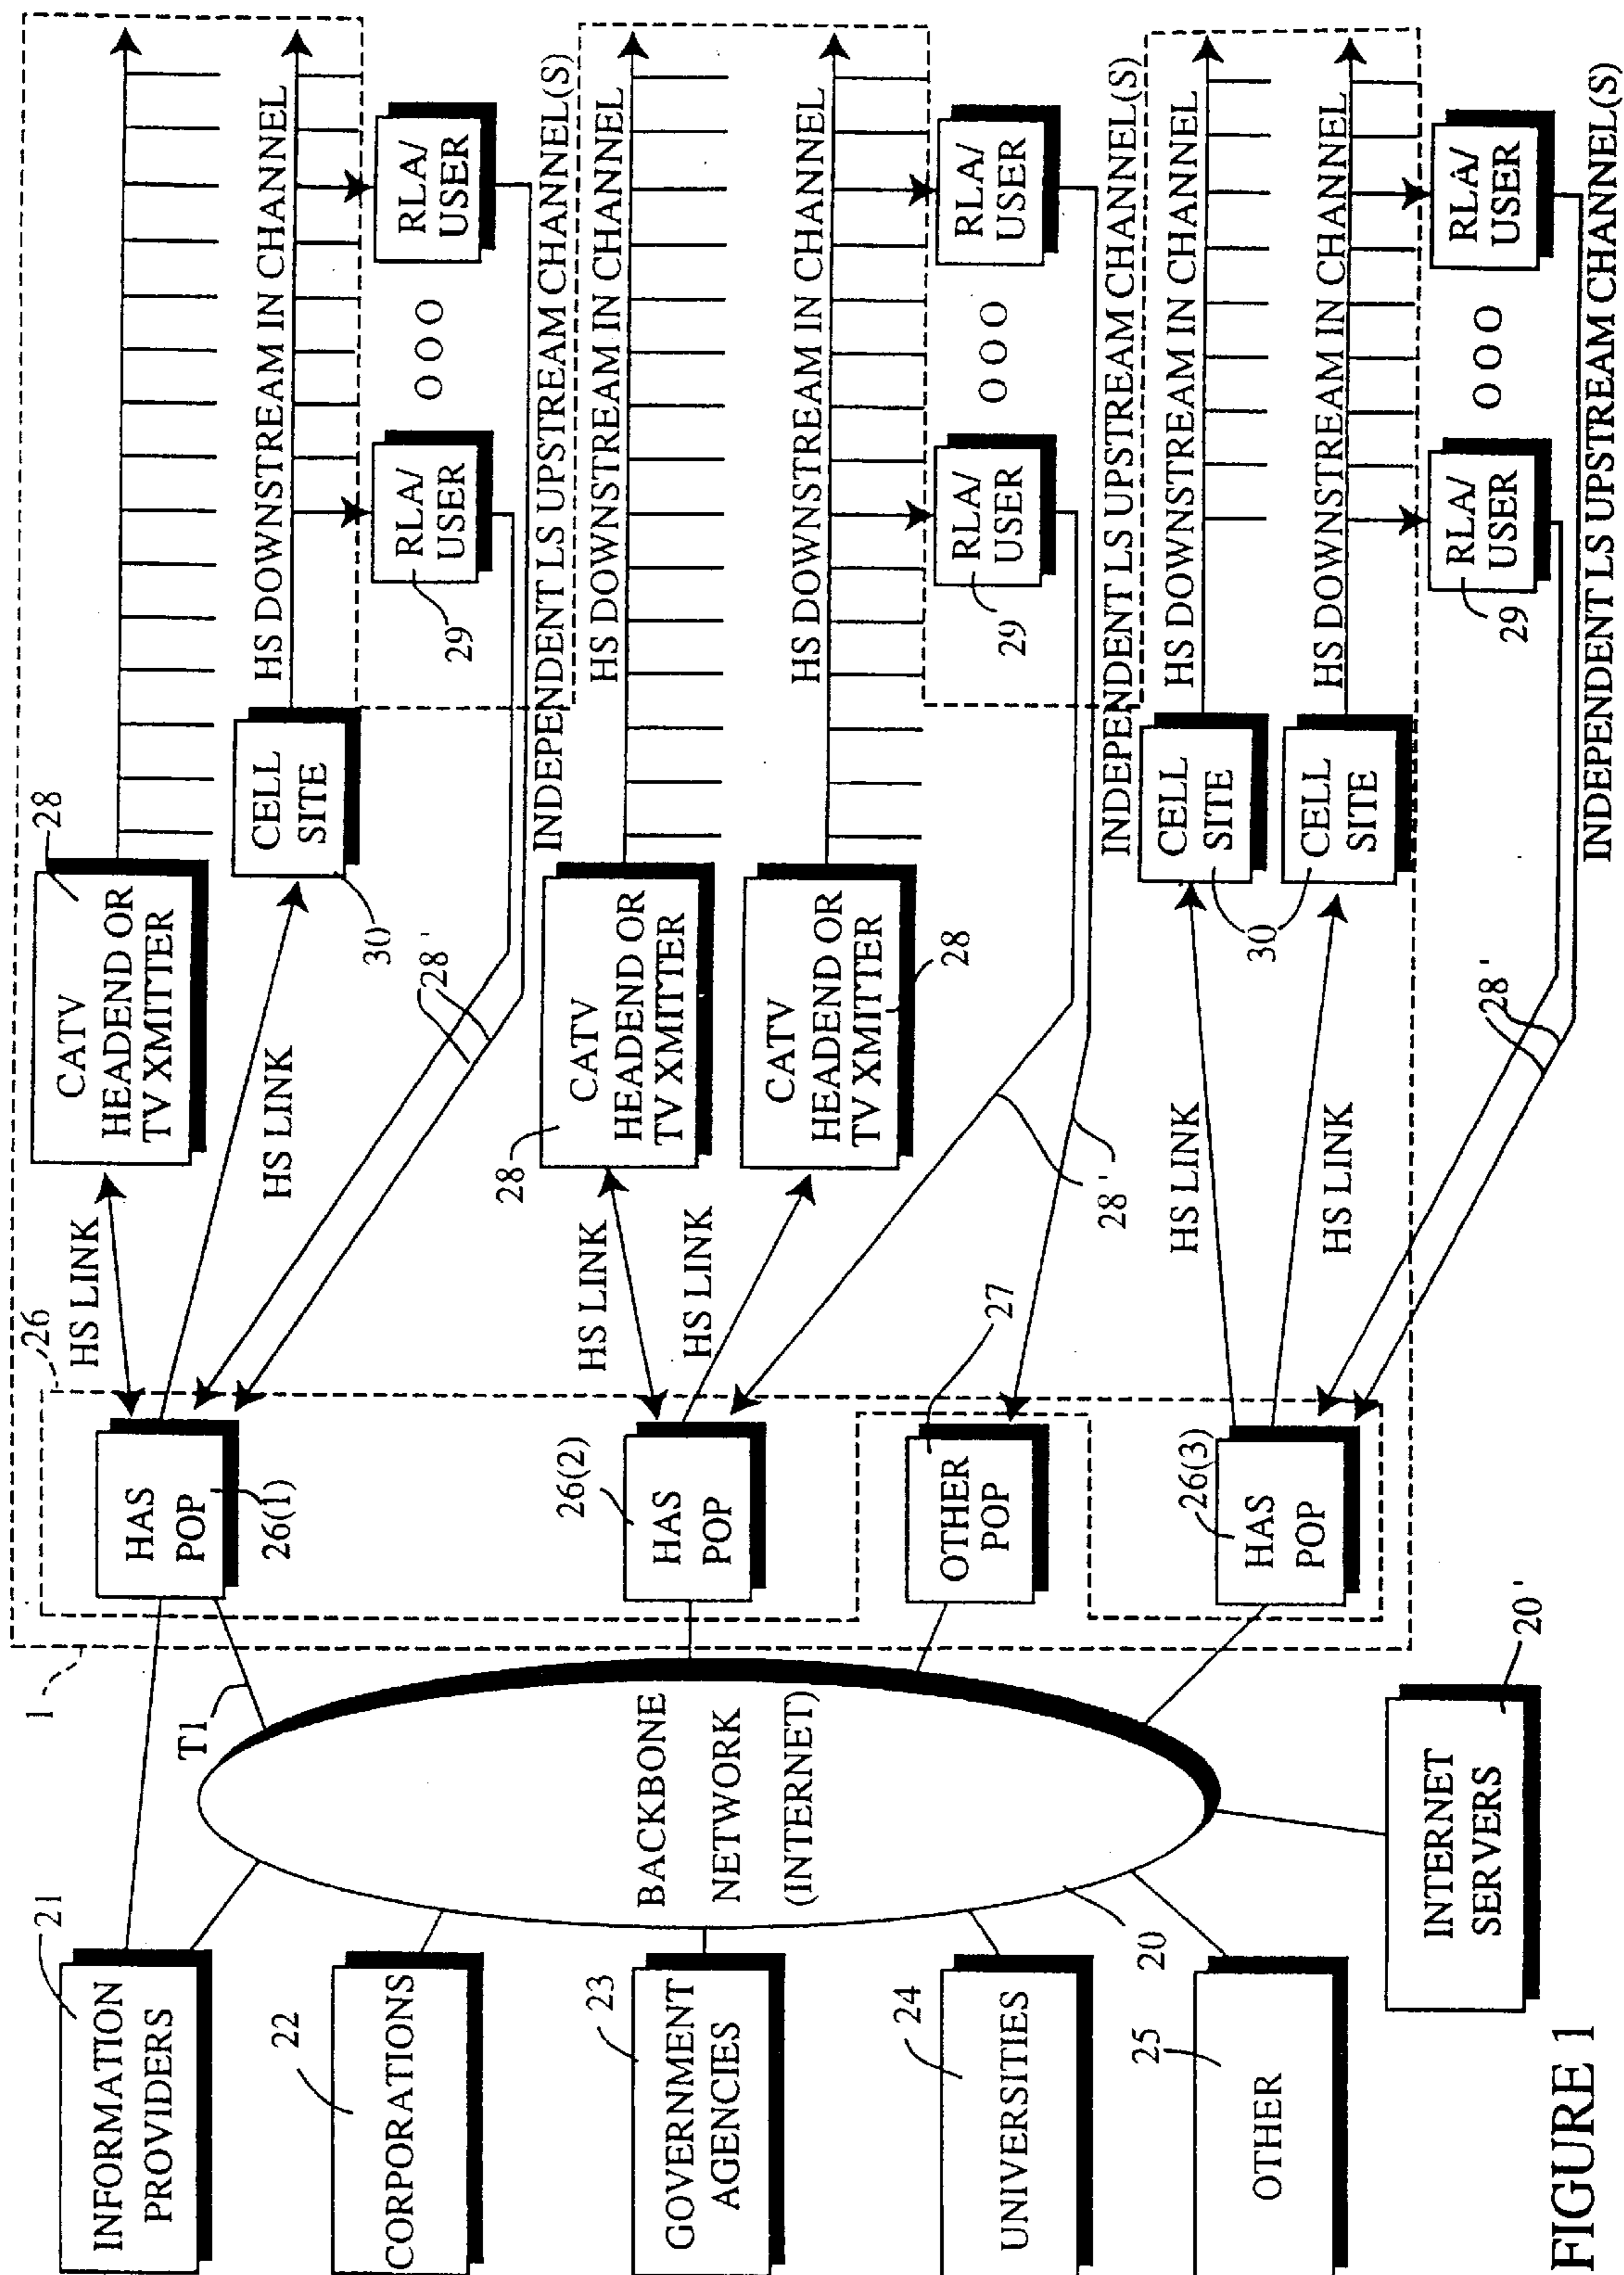 21
INFORMATION
PROVIDERS
22
CORPORATIONS
23
GOVERNMENT
AGENCIES
24
UNIVERSITIES
25
OTHER
1
T1
BACKBONE
NETWORK
(INTERNET)
20
INTERNET
SERVERS
20'
26
HAS
POP
26(1)
26(2)
HAS
POP
27
OTHER
POP
26(3)
HAS
POP
HS LINK
HS LINK
28'
HS LINK
HS LINK
28'
HS LINK
HS LINK
28'
28
CATV
HEADEND OR
TV XMITTER
CELL
SITE
30
28
CATV
HEADEND OR
TV XMITTER
CATV
HEADEND OR
TV XMITTER
28
CELL
SITE
30
CELL
SITE
HS DOWNSTREAM IN CHANNEL
RLA/
USER
29
O O O
RLA/
USER
INDEPENDENT LS UPSTREAM CHANNEL(S)
HS DOWNSTREAM IN CHANNEL
HS DOWNSTREAM IN CHANNEL
RLA/
USER
29
O O O
RLA/
USER
INDEPENDENT LS UPSTREAM CHANNEL(S)
HS DOWNSTREAM IN CHANNEL
HS DOWNSTREAM IN CHANNEL
RLA/
USER
29
O O O
RLA/
USER
INDEPENDENT LS UPSTREAM CHANNEL(S)
FIGURE 1